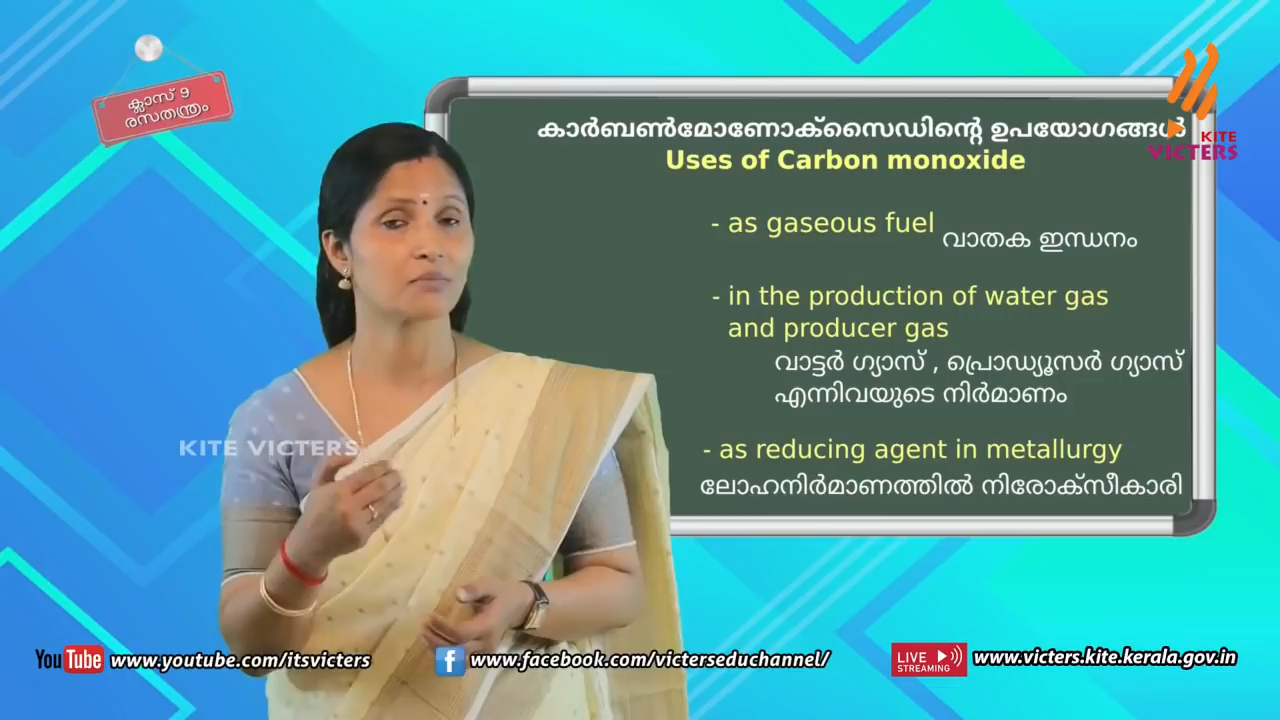 ക്ലാസ് 9
രസതന്ത്രം
കാർബൺമോണോക്സൈഡിന്റെ ഉപയോഗങ്ങൾ
Uses of Carbon monoxide
KITE
VICTERS
- as gaseous fuel
വാതക ഇന്ധനം
- in the production of water gas
and producer gas
വാട്ടർ ഗ്യാസ് , പ്രൊഡ്യൂസർ ഗ്യാസ്
എന്നിവയുടെ നിർമാണം
KITE VICTERS
- as reducing agent in metallurgy
ലോഹനിർമാണത്തിൽ നിരോക്സീകാരി
YouTube www.youtube.com/itsvicters
f www.facebook.com/victerseduchannel/
LIVE STREAMING www.victers.kite.kerala.gov.in